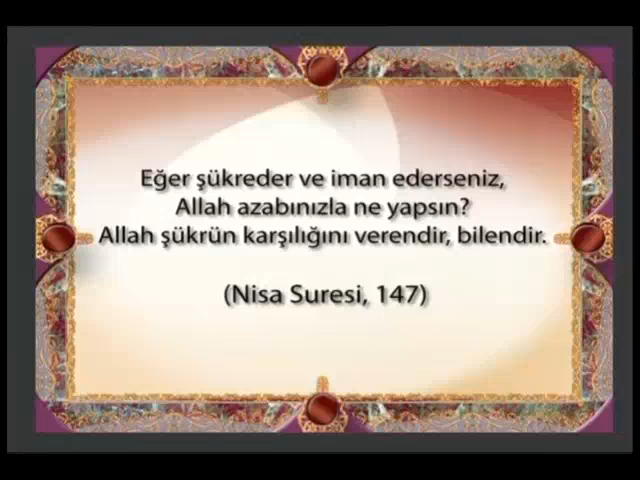 Eğer şükreder ve iman ederseniz,
Allah azabınızla ne yapsın?
Allah şükrün karşılığını verendir, bilendir.
(Nisa Suresi, 147)